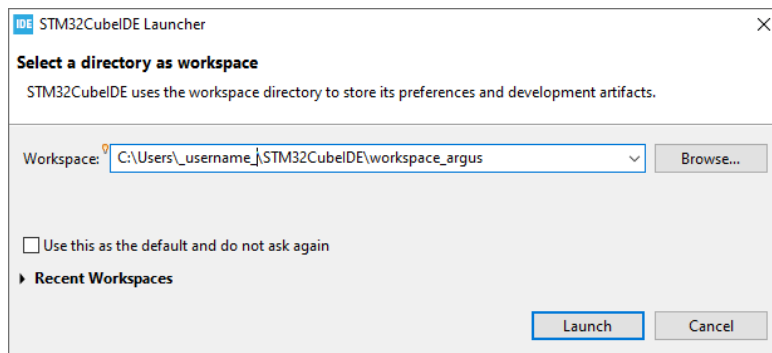 IDE STM32CubeIDE Launcher
Select a directory as workspace
STM32CubeIDE uses the workspace directory to store its preferences and development artifacts.
Workspace: C:\Users\_username_\STM32CubeIDE\workspace_argus Browse...
Use this as the default and do not ask again
Recent Workspaces
Launch Cancel